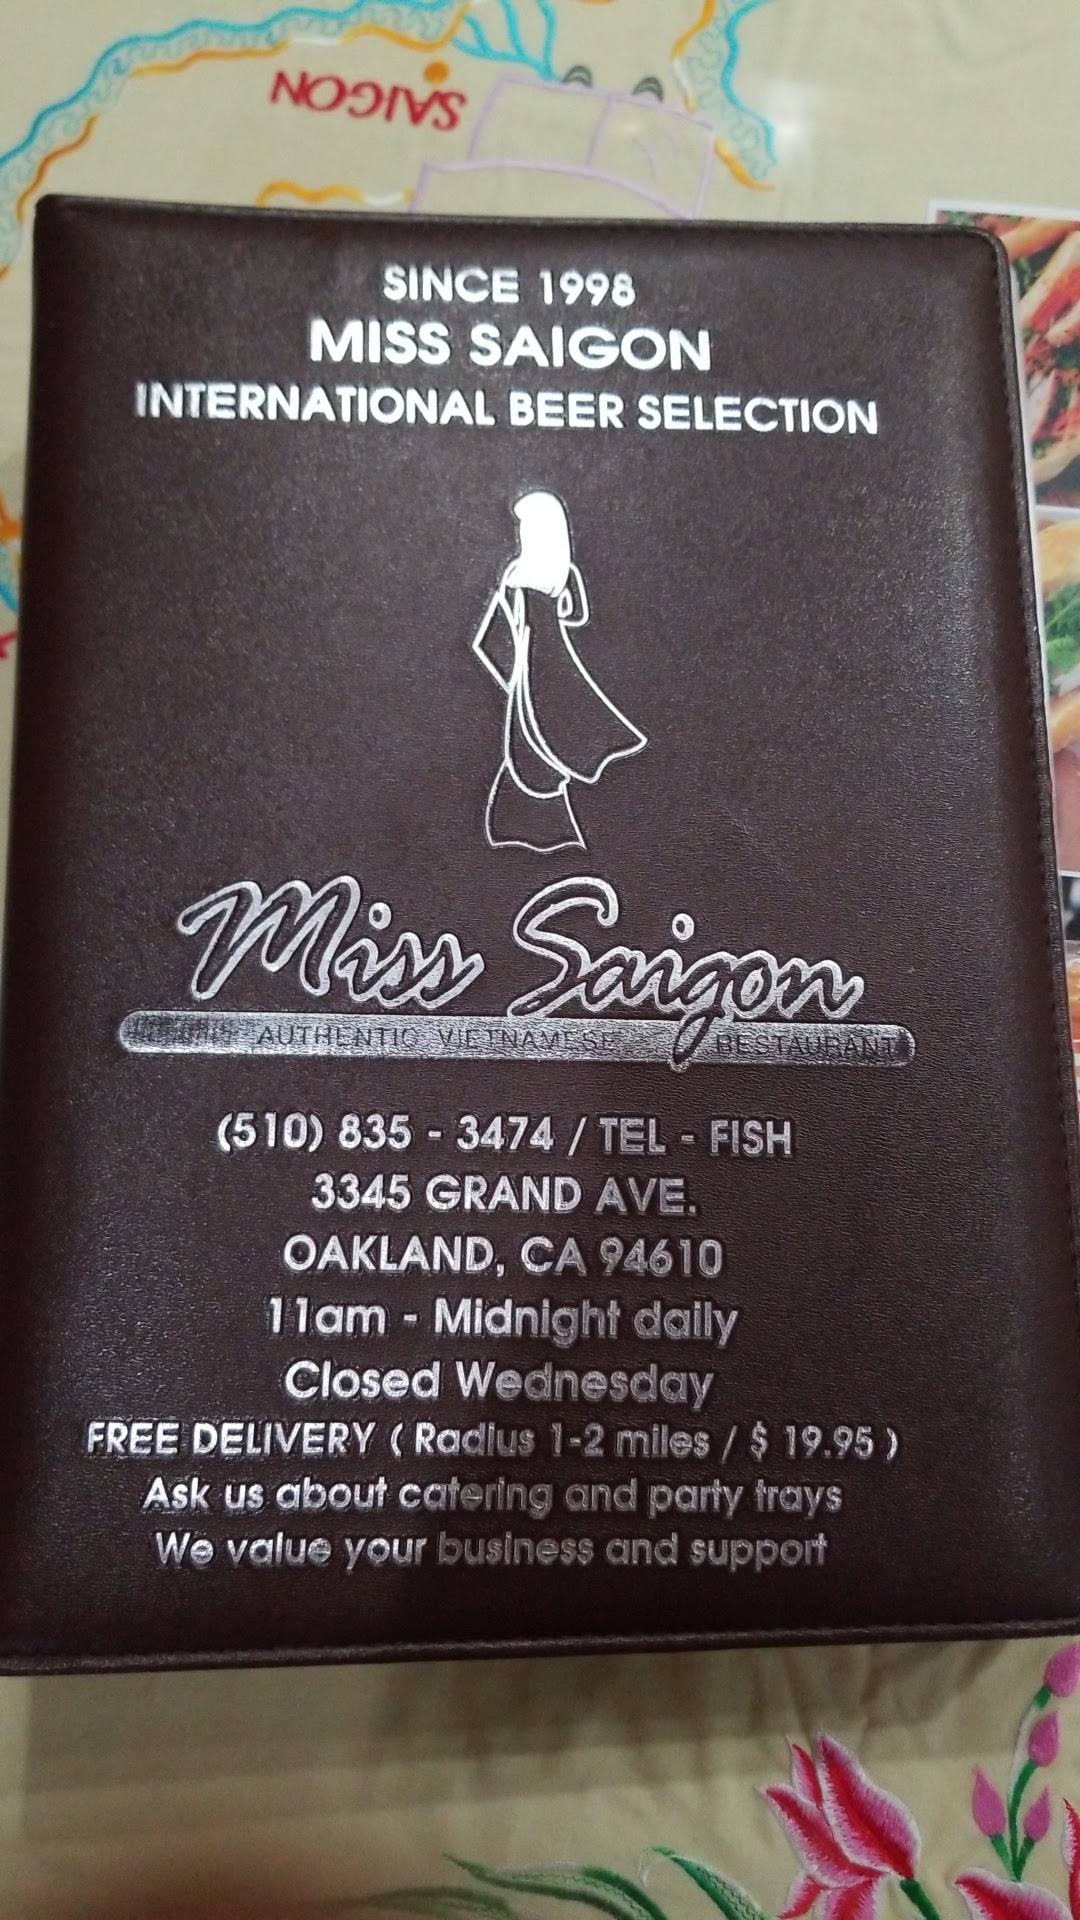 SAIGON
SINCE 1998
MISS SAIGON
INTERNATIONAL BEER SELECTION
Miss Saigon
AUTHENTIC VIETNAMESE RESTAURANT
(510) 835 - 3474 / TEL - FISH
3345 GRAND AVE.
OAKLAND, CA 94610
11am - Midnight daily
Closed Wednesday
FREE DELIVERY ( Radius 1-2 miles / $ 19.95 )
Ask us about catering and party trays
We value your business and support